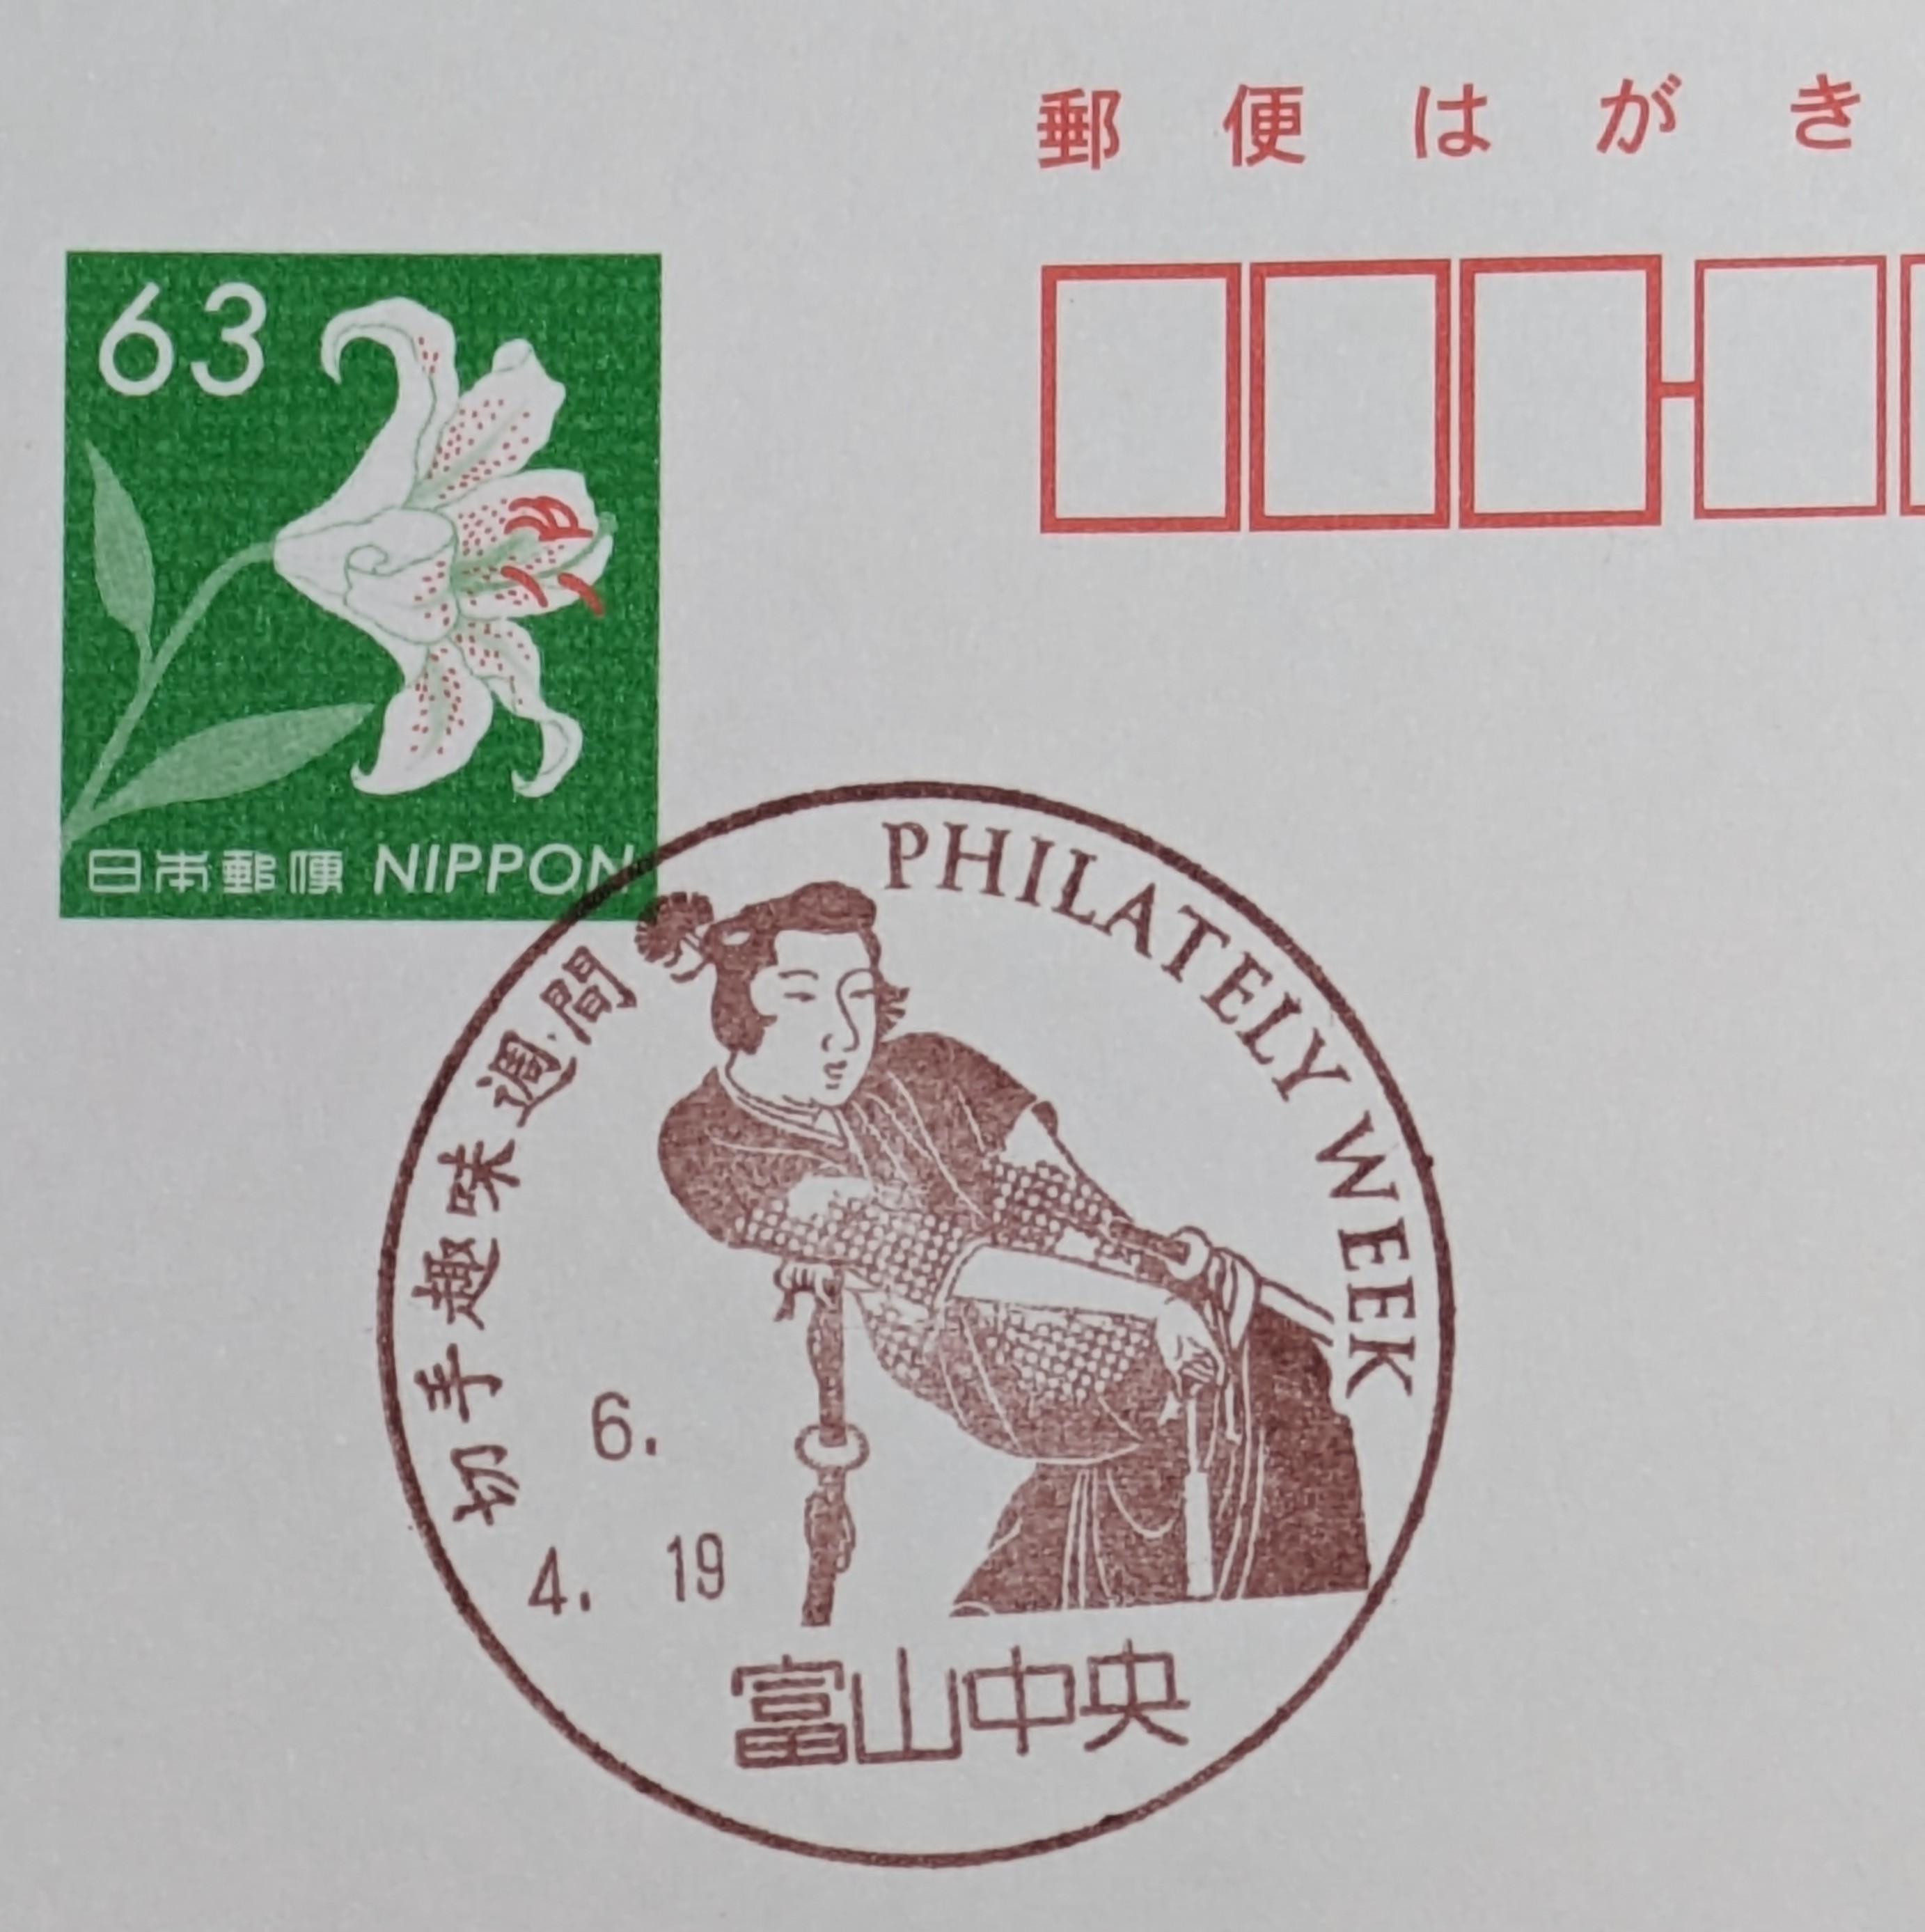 郵便はがき
63
日本郵便 NIPPON
切手趣味週間
PHILATELY WEEK
6.
4. 19
富山中央